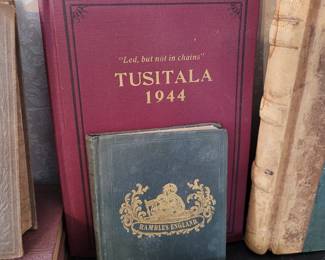 "Led, but not in chains"
TUSITALA
1944
RAMBLES ENGLAND.